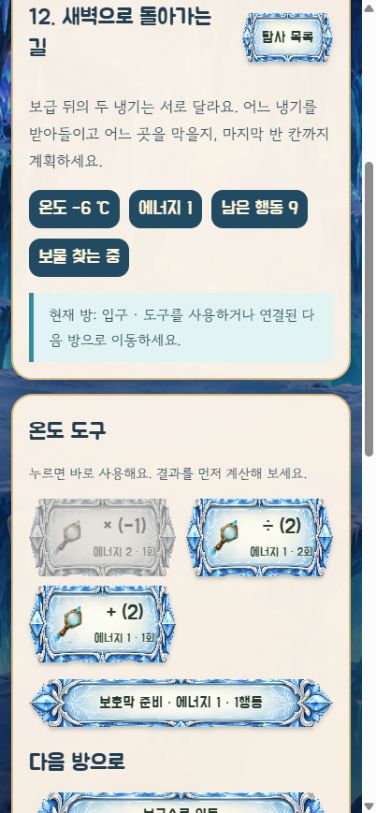 12. 새벽으로 돌아가는
길
탐사 목록
보급 뒤의 두 냉기는 서로 달라요. 어느 냉기를
받아들이고 어느 곳을 막을지, 마지막 반 칸까지
계획하세요.
온도 -6 ℃
에너지 1
남은 행동 9
보물 찾는 중
현재 방: 입구 · 도구를 사용하거나 연결된 다
음 방으로 이동하세요.
온도 도구
누르면 바로 사용해요. 결과를 먼저 계산해 보세요.
× (-1)
에너지 2 · 1회
÷ (2)
에너지 1 · 2회
+ (2)
에너지 1 · 1회
보호막 준비 · 에너지 1 · 1행동
다음 방으로